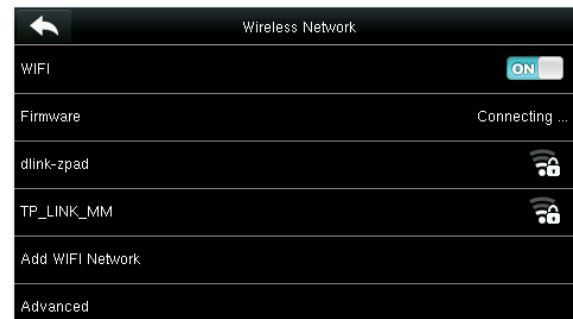 Wireless Network
WIFI ON
Firmware Connecting ...
dlink-zpad
TP_LINK_MM
Add WIFI Network
Advanced